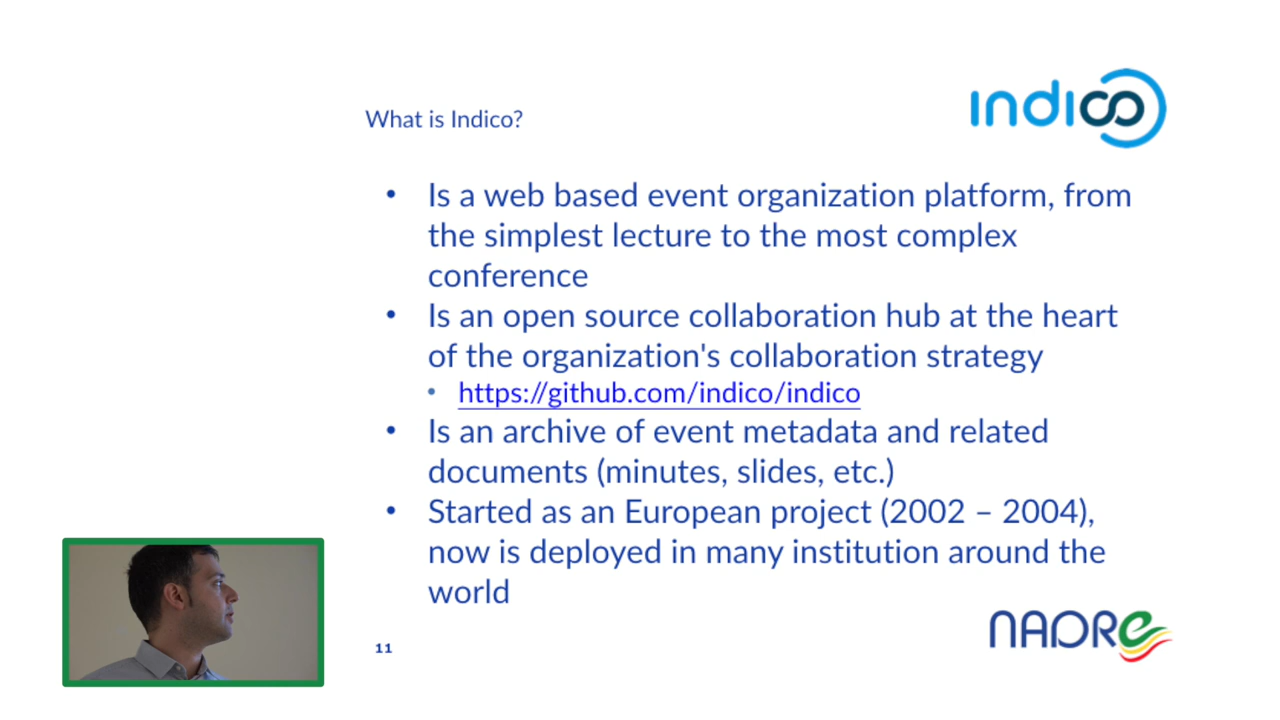 indico
What is Indico?
• Is a web based event organization platform, from
the simplest lecture to the most complex
conference
• Is an open source collaboration hub at the heart
of the organization's collaboration strategy
• https://github.com/indico/indico
• Is an archive of event metadata and related
documents (minutes, slides, etc.)
• Started as an European project (2002 – 2004),
now is deployed in many institution around the
world
NADRe
11